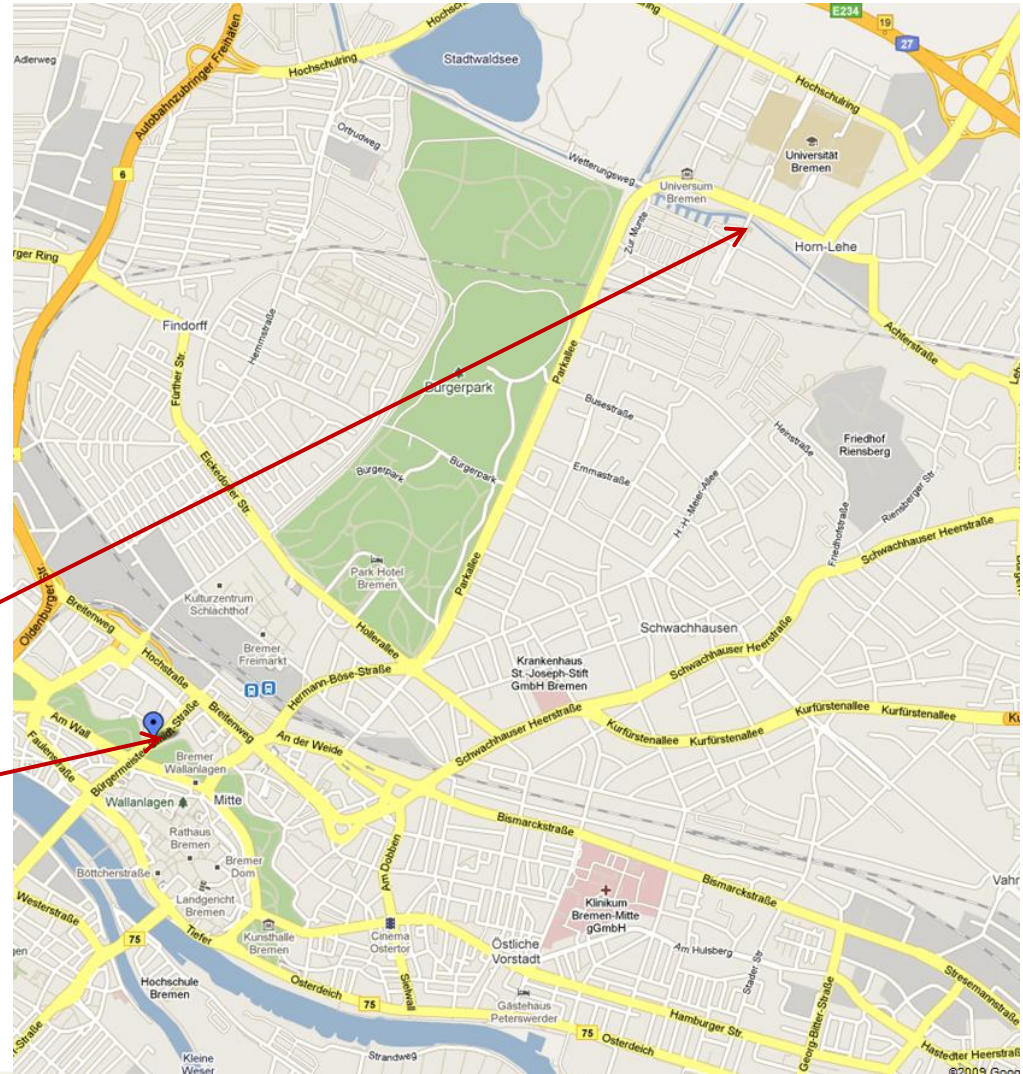 E234
19
27
Hochschulring
Stadtwaldsee
Adlerweg
Autobahnzubringer Freihäfen
Hochschulring
Ortrudweg
Universität
Bremen
6
Wetterungsweg
Universum
Bremen
Zur Munte
Horn-Lehe
Findorff
Hemmstraße
Fürther Str.
Parkallee
Achterstraße
Bürgerpark
Busestraße
Heinstraße
Friedhof
Riensberg
Eickedorfer Str.
Bürgerpark
Bürgerpark
Emmastraße
H.-H.-Meier-Allee
Riensberger Str.
Friedhofstraße
Schwachhauser Heerstraße
Park Hotel
Bremen
Parkallee
Oldenburger Str.
Breitenweg
Kulturzentrum
Schlachthof
Hollerallee
Schwachhausen
Bremer
Freimarkt
Hochstraße
Krankenhaus
St.-Joseph-Stift
GmbH Bremen
Schwachhauser Heerstraße
Hermann-Böse-Straße
Am Wall
Breitenweg
Faulenstraße
An der Weide
Schwachhauser Heerstraße
Kurfürstenallee
Kurfürstenallee
Kurfürstenallee
Kurfürstenallee
Bremer
Wallanlagen
Wallanlagen
Mitte
Rathaus
Bremen
Bismarckstraße
Bremer
Dom
Böttcherstraße
Am Dobben
Landgericht
Bremen
Westerstraße
Klinikum
Bremen-Mitte
gGmbH
Bismarckstraße
75
Tiefer
Kunsthalle
Bremen
Cinema
Ostertor
Östliche
Vorstadt
Am Hulsberg
Stader Str
Hochschule
Bremen
Osterdeich
75
Sielwall
Gästehaus
Peterswerder
Stresemannstraße
Hamburger Str.
Georg-Bitter-Straße
75
Osterdeich
Kleine
Weser
Strandweg